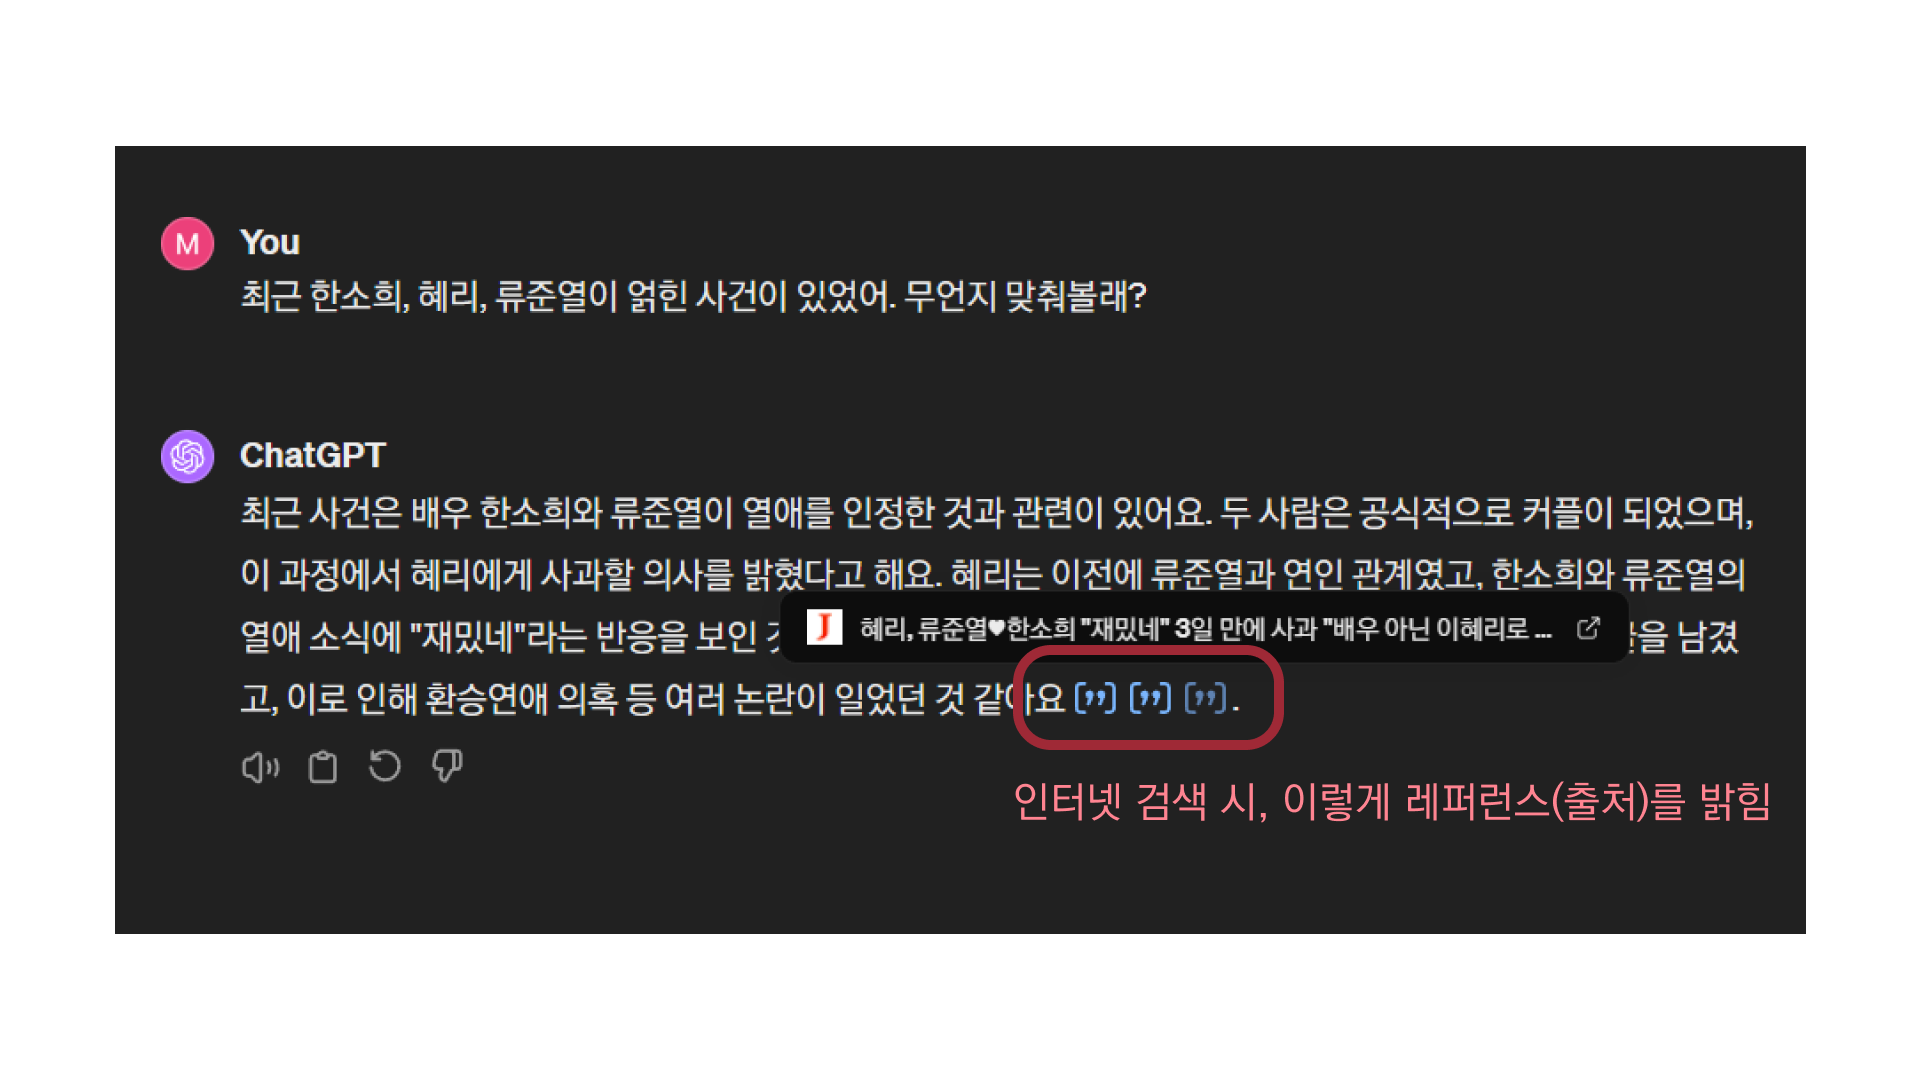 M
You
최근 한소희, 혜리, 류준열이 얽힌 사건이 있었어. 무언지 맞춰볼래?
ChatGPT
최근 사건은 배우 한소희와 류준열이 열애를 인정한 것과 관련이 있어요. 두 사람은 공식적으로 커플이 되었으며,
이 과정에서 혜리에게 사과할 의사를 밝혔다고 해요. 혜리는 이전에 류준열과 연인 관계였고, 한소희와 류준열의
열애 소식에 "재밌네"라는 반응을 보인 을 남겼
J 혜리, 류준열♥한소희 "재밌네" 3일 만에 사과 "배우 아닌 이혜리로 ...
고, 이로 인해 환승연애 의혹 등 여러 논란이 일었던 것 같아요 ["] ["] ["] .
인터넷 검색 시, 이렇게 레퍼런스(출처)를 밝힘